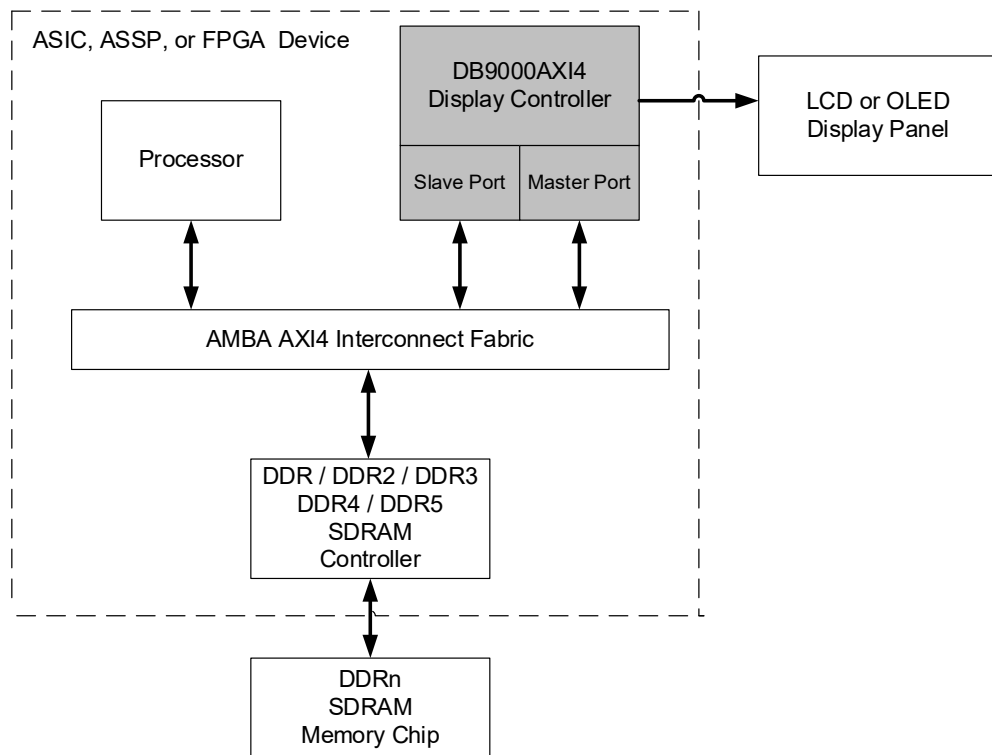 ASIC, ASSP, or FPGA Device
DB9000AXI4
Display Controller
LCD or OLED
Display Panel
Processor
Slave Port
Master Port
AMBA AXI4 Interconnect Fabric
DDR / DDR2 / DDR3
DDR4 / DDR5
SDRAM
Controller
DDRn
SDRAM
Memory Chip